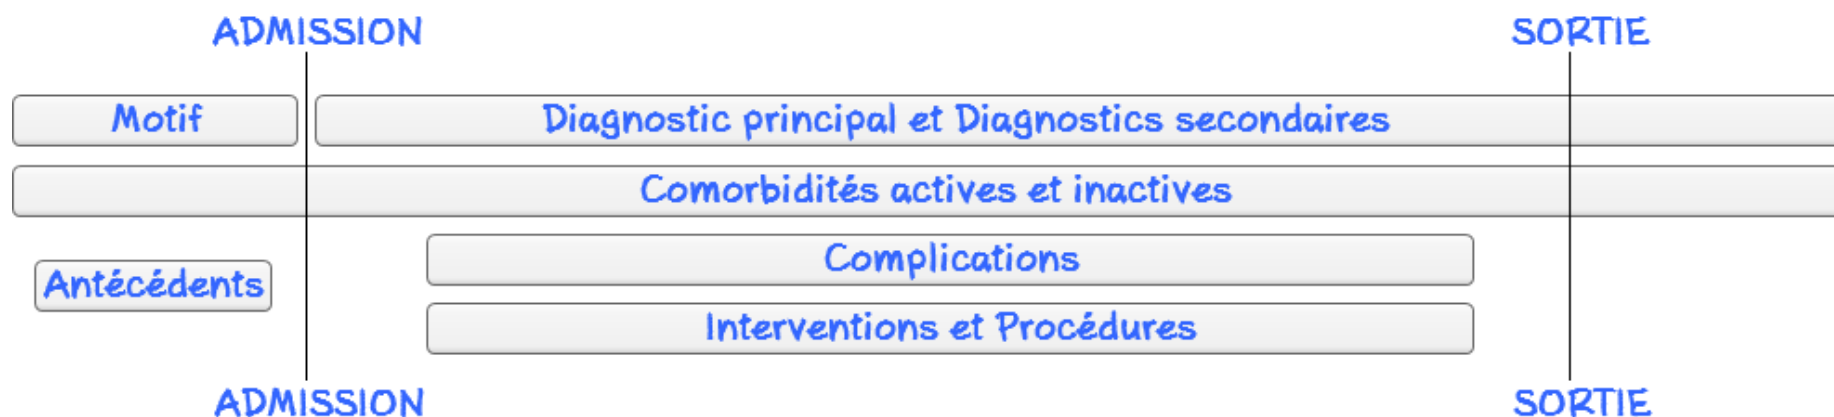 ADMISSION
SORTIE
Motif
Diagnostic principal et Diagnostics secondaires
Comorbidités actives et inactives
Complications
Antécédents
Interventions et Procédures
ADMISSION
SORTIE